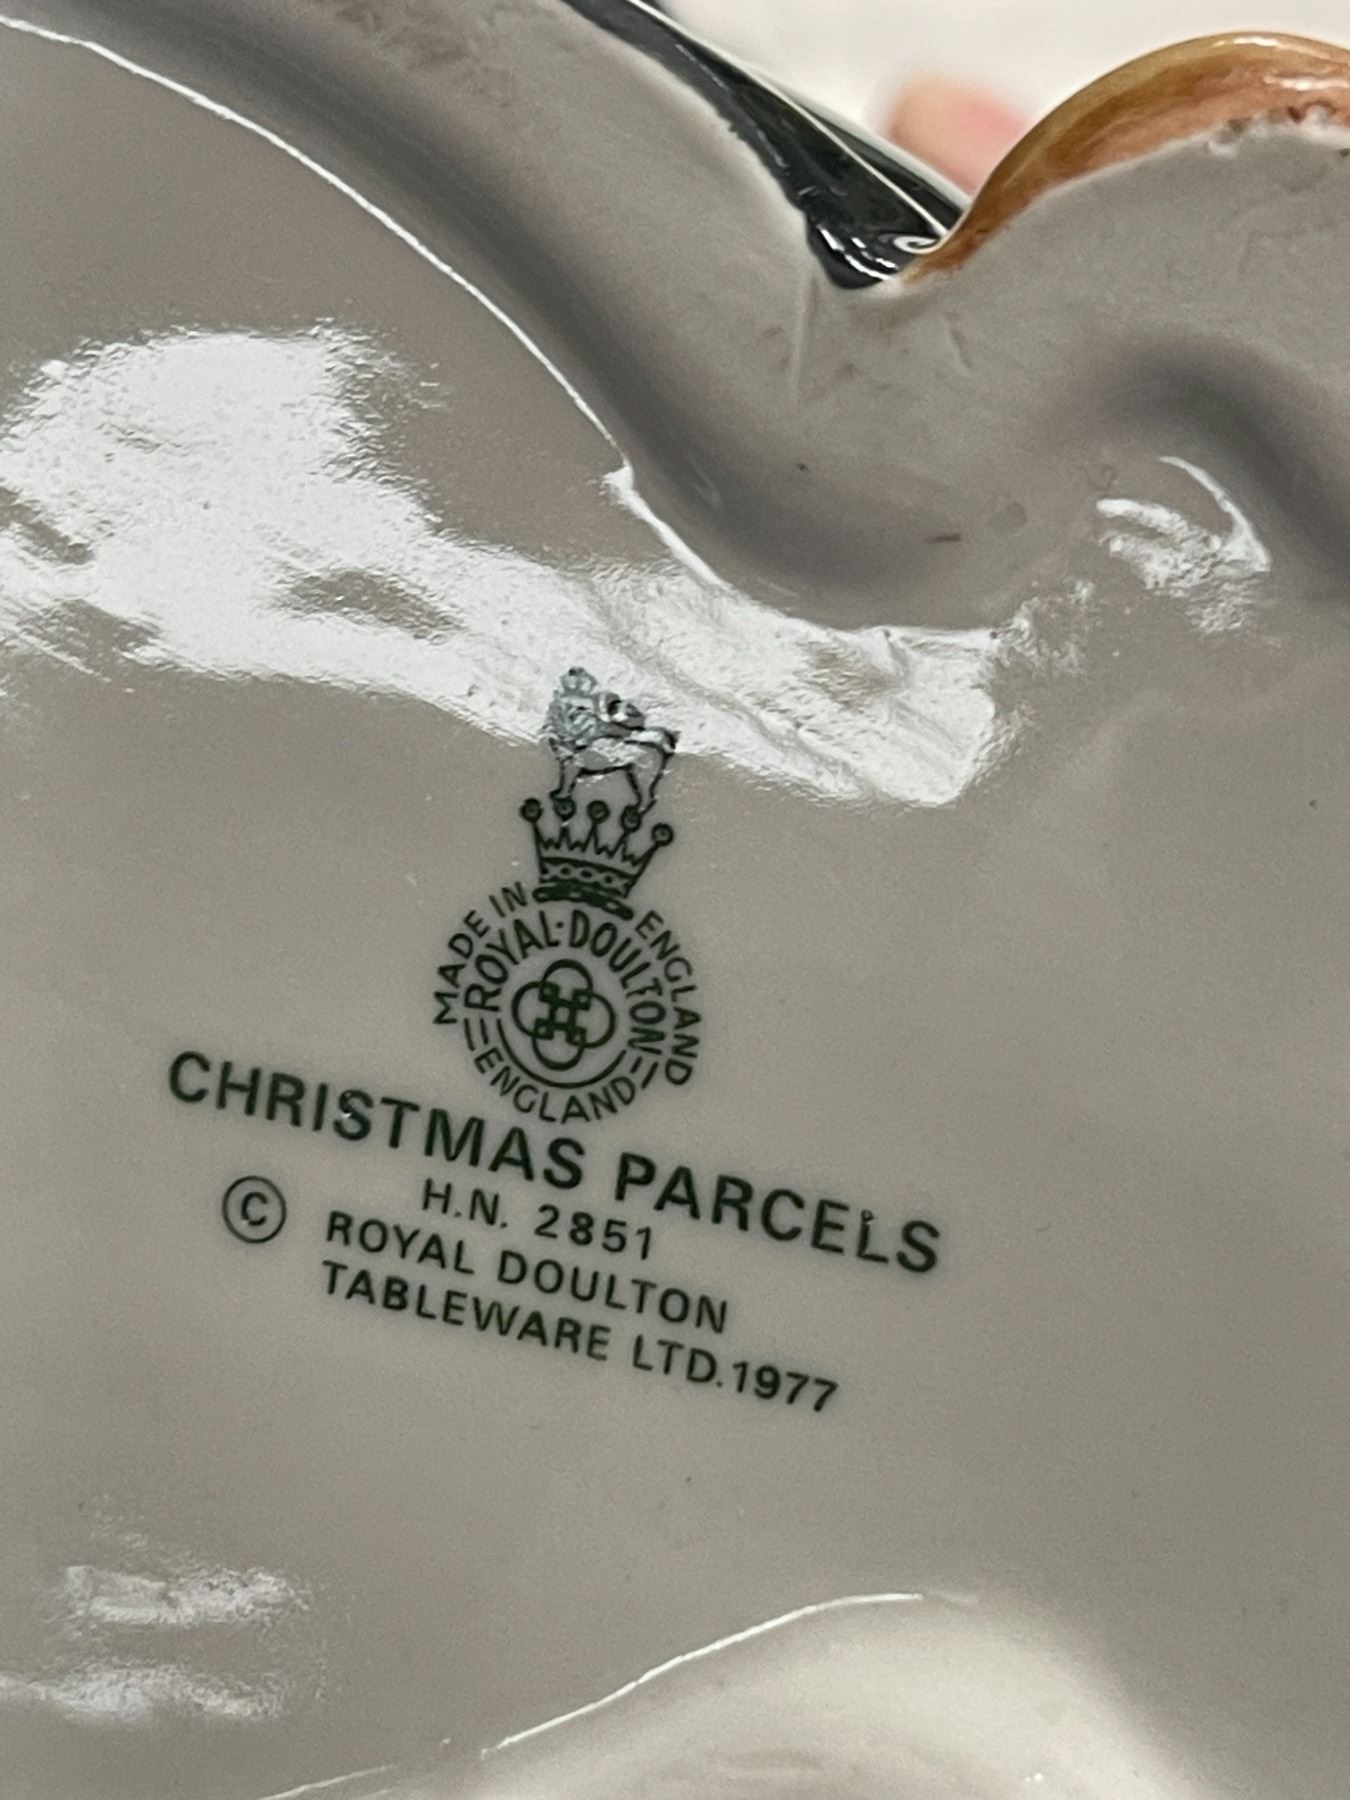 MADE IN ENGLAND
ROYAL·DOULTON
ENGLAND
CHRISTMAS PARCELS
H.N. 2851
© ROYAL DOULTON
TABLEWARE LTD. 1977